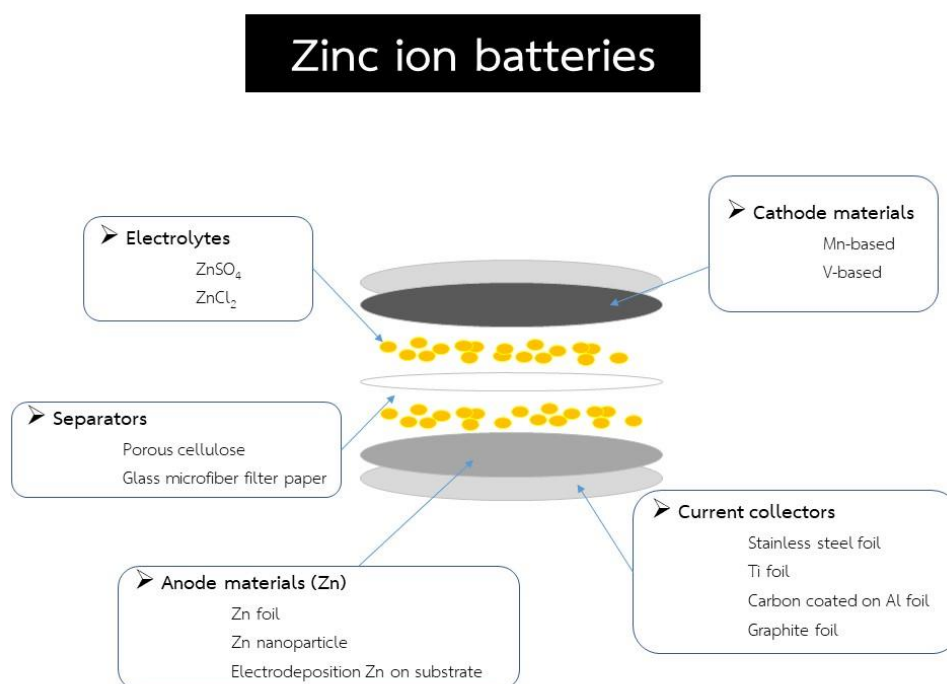 Zinc ion batteries
Electrolytes
ZnSO₄
ZnCl₂
Cathode materials
Mn-based
V-based
Separators
Porous cellulose
Glass microfiber filter paper
Current collectors
Stainless steel foil
Ti foil
Carbon coated on Al foil
Graphite foil
Anode materials (Zn)
Zn foil
Zn nanoparticle
Electrodeposition Zn on substrate